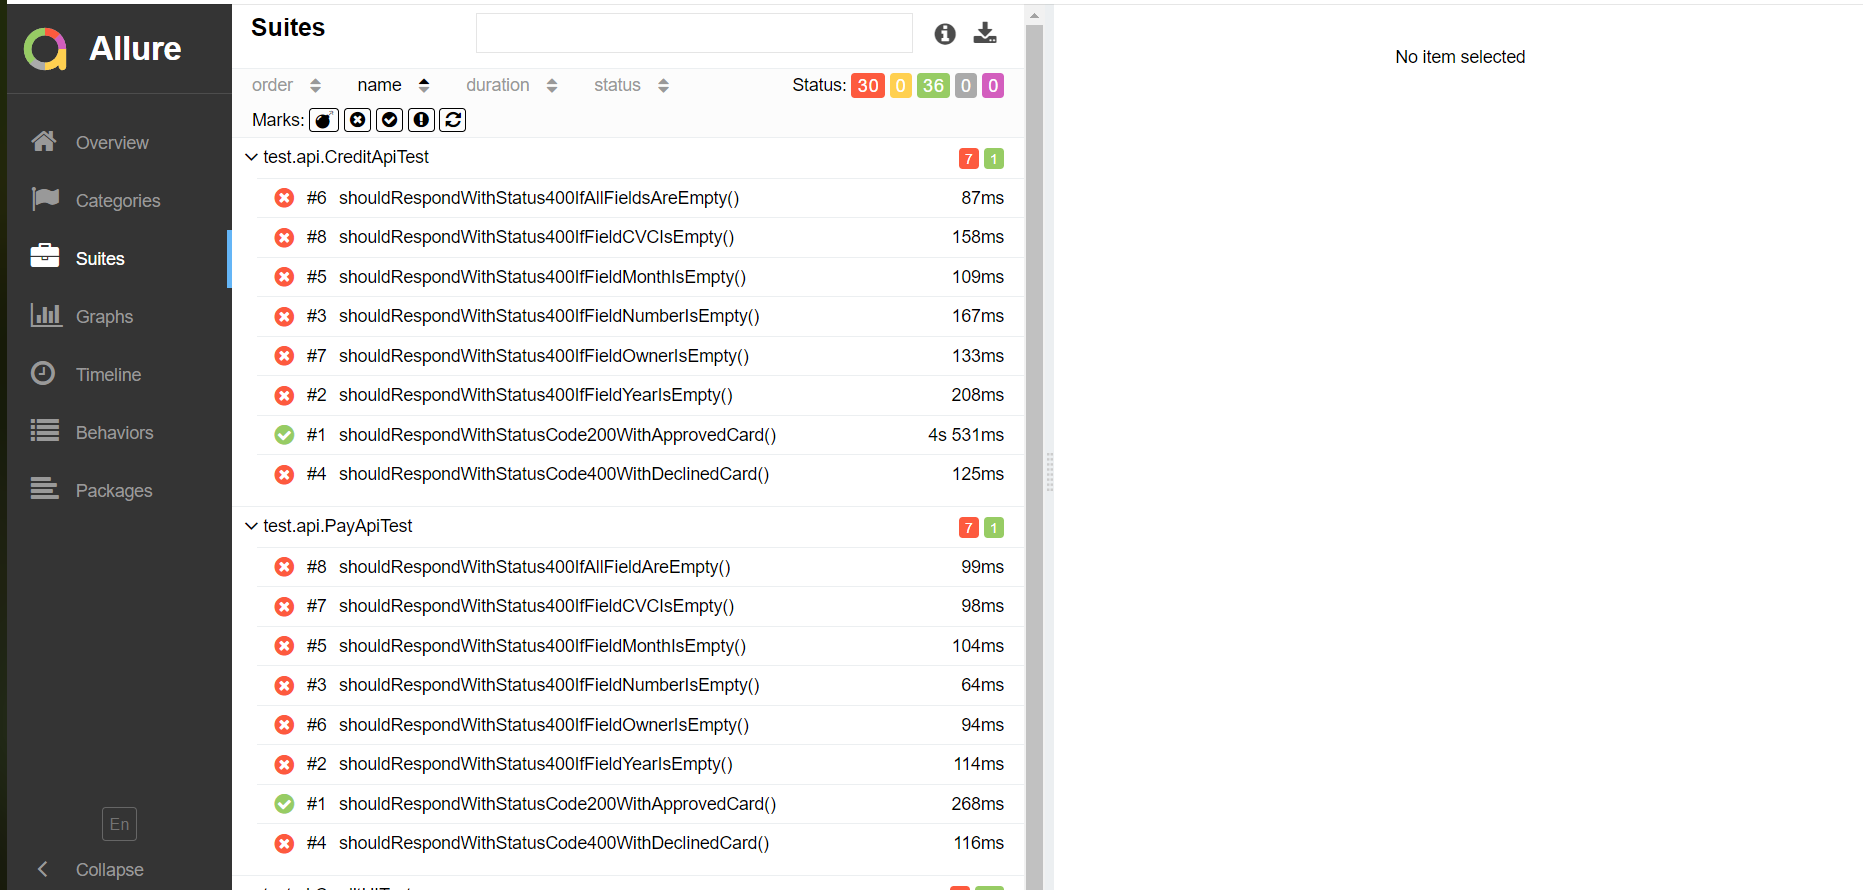 Allure
Overview
Categories
Suites
Graphs
Timeline
Behaviors
Packages
En
Collapse
Suites
order name duration status Status: 30 0 36 0 0
Marks:
test.api.CreditApiTest 7 1
#6 shouldRespondWithStatus400IfAllFieldsAreEmpty() 87ms
#8 shouldRespondWithStatus400IfFieldCVCIsEmpty() 158ms
#5 shouldRespondWithStatus400IfFieldMonthIsEmpty() 109ms
#3 shouldRespondWithStatus400IfFieldNumberIsEmpty() 167ms
#7 shouldRespondWithStatus400IfFieldOwnerIsEmpty() 133ms
#2 shouldRespondWithStatus400IfFieldYearIsEmpty() 208ms
#1 shouldRespondWithStatusCode200WithApprovedCard() 4s 531ms
#4 shouldRespondWithStatusCode400WithDeclinedCard() 125ms
test.api.PayApiTest 7 1
#8 shouldRespondWithStatus400IfAllFieldAreEmpty() 99ms
#7 shouldRespondWithStatus400IfFieldCVCIsEmpty() 98ms
#5 shouldRespondWithStatus400IfFieldMonthIsEmpty() 104ms
#3 shouldRespondWithStatus400IfFieldNumberIsEmpty() 64ms
#6 shouldRespondWithStatus400IfFieldOwnerIsEmpty() 94ms
#2 shouldRespondWithStatus400IfFieldYearIsEmpty() 114ms
#1 shouldRespondWithStatusCode200WithApprovedCard() 268ms
#4 shouldRespondWithStatusCode400WithDeclinedCard() 116ms
No item selected